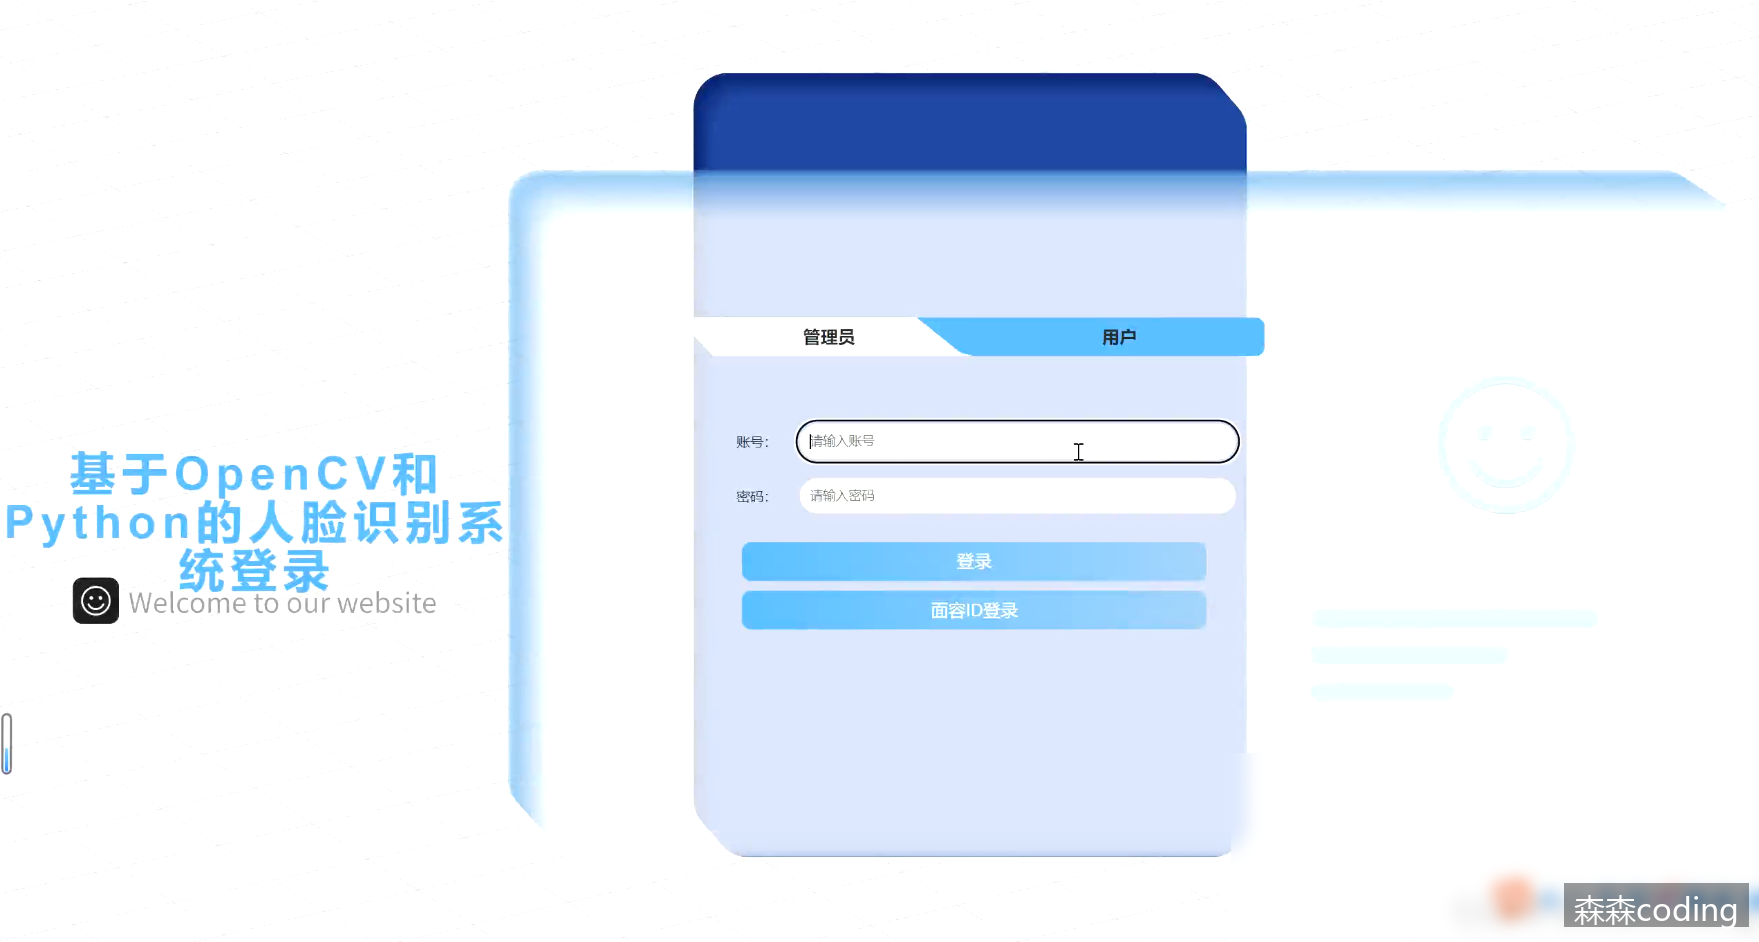 管理员
用户
账号：
请输入账号
密码：
请输入密码
登录
面容ID登录
基于OpenCV和
Python的人脸识别系
统登录
Welcome to our website
森森coding